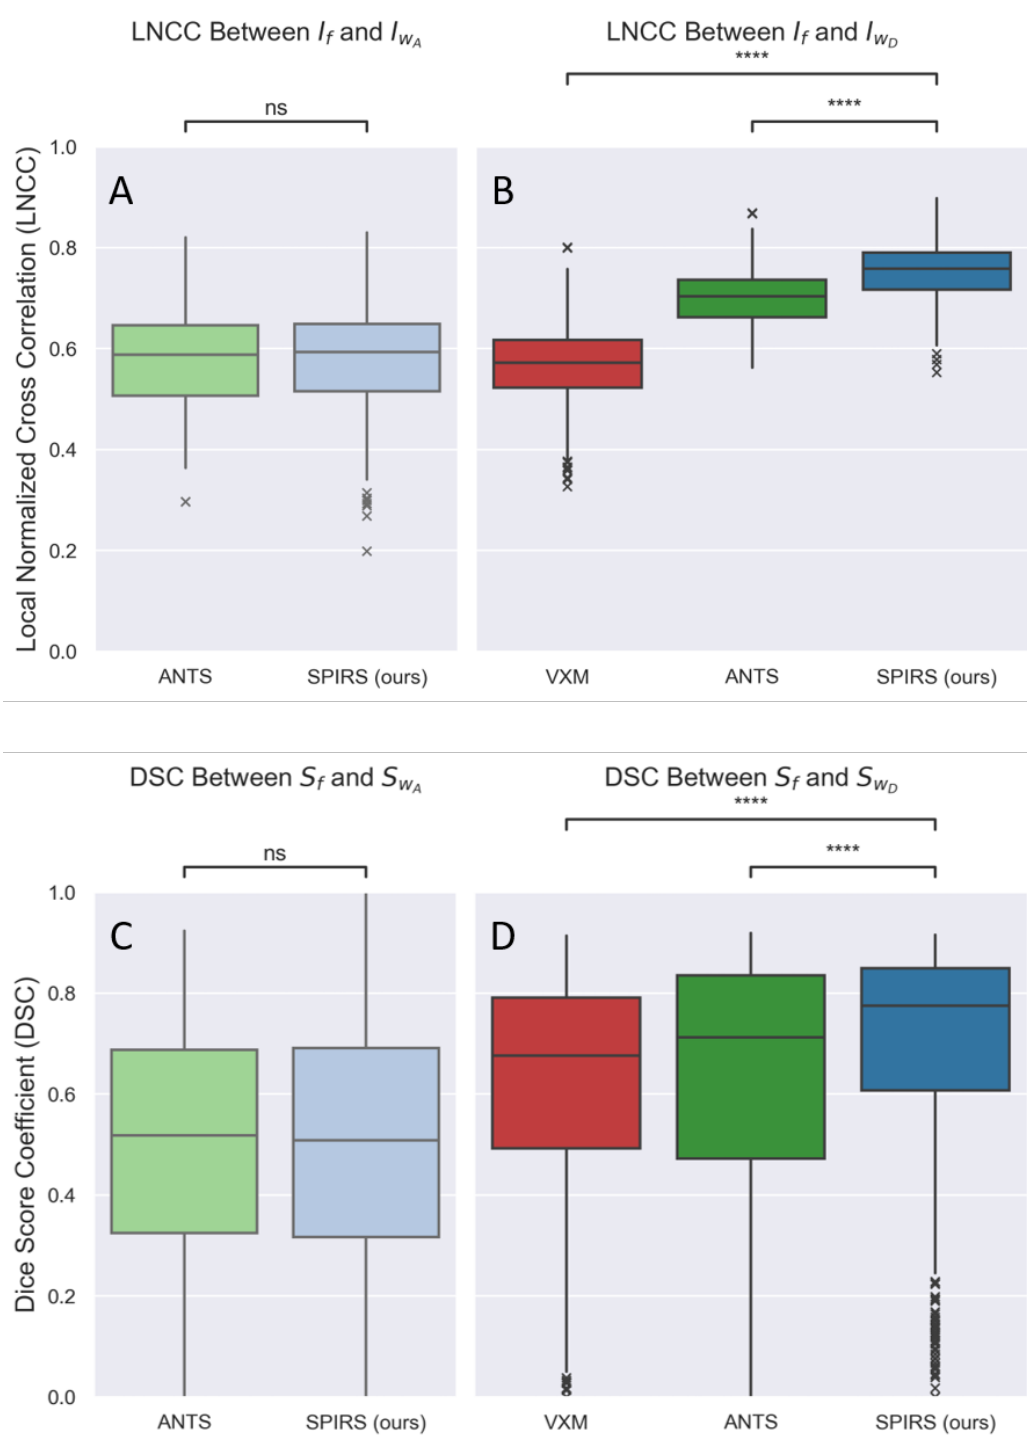 LNCC Between I_f and I_{w_A}
LNCC Between I_f and I_{w_D}
****
****
ns
Local Normalized Cross Correlation (LNCC)
1.0
0.8
0.6
0.4
0.2
0.0
A
B
ANTS
SPIRS (ours)
VXM
ANTS
SPIRS (ours)
DSC Between S_f and S_{w_A}
DSC Between S_f and S_{w_D}
****
****
ns
Dice Score Coefficient (DSC)
1.0
0.8
0.6
0.4
0.2
0.0
C
D
ANTS
SPIRS (ours)
VXM
ANTS
SPIRS (ours)